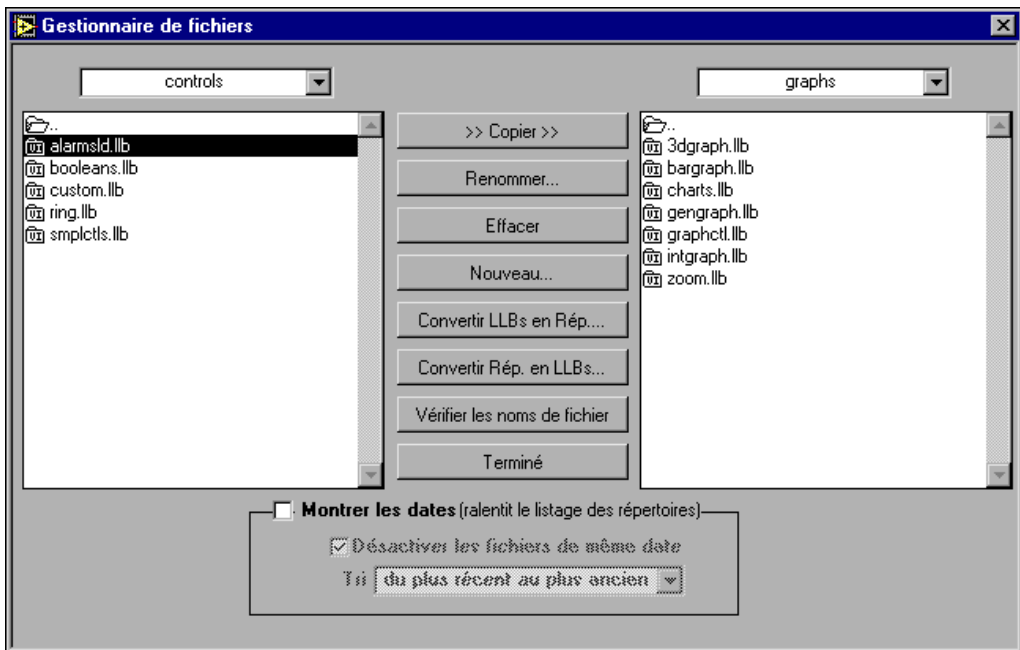 Gestionnaire de fichiers
controls
graphs
..
alarmsld.llb
booleans.llb
custom.llb
ring.llb
smplctls.llb
>> Copier >>
Renommer...
Effacer
Nouveau...
Convertir LLBs en Rép....
Convertir Rép. en LLBs...
Vérifier les noms de fichier
Terminé
..
3dgraph.llb
bargraph.llb
charts.llb
gengraph.llb
graphctl.llb
intgraph.llb
zoom.llb
Montrer les dates (ralentit le listage des répertoires)
Désactiver les fichiers de même date
Tri du plus récent au plus ancien